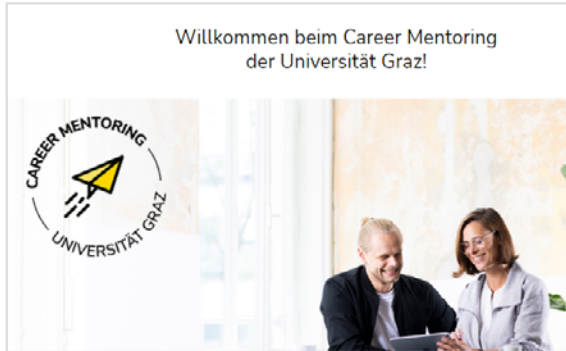 Willkommen beim Career Mentoring
der Universität Graz!
CAREER MENTORING
UNIVERSITÄT GRAZ